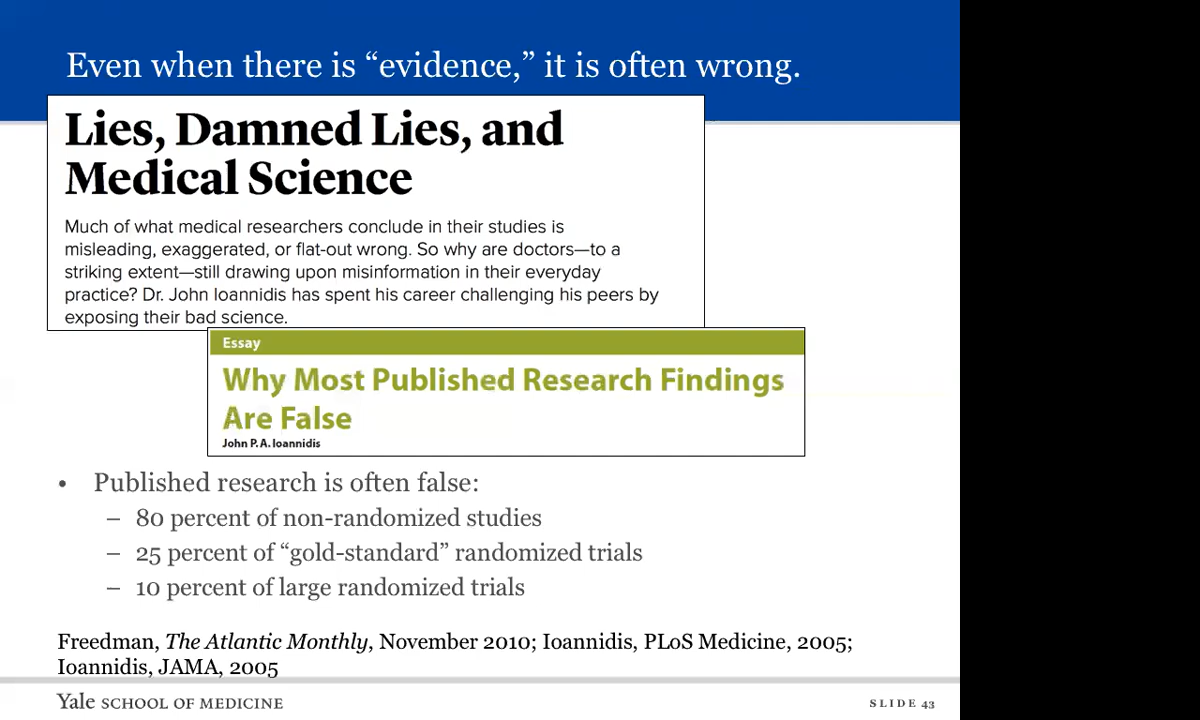 Even when there is “evidence,” it is often wrong.
Lies, Damned Lies, and
Medical Science
Much of what medical researchers conclude in their studies is
misleading, exaggerated, or flat-out wrong. So why are doctors—to a
striking extent—still drawing upon misinformation in their everyday
practice? Dr. John Ioannidis has spent his career challenging his peers by
exposing their bad science.
Essay
Why Most Published Research Findings
Are False
John P. A. Ioannidis
• Published research is often false:
– 80 percent of non-randomized studies
– 25 percent of “gold-standard” randomized trials
– 10 percent of large randomized trials
Freedman, The Atlantic Monthly, November 2010; Ioannidis, PLoS Medicine, 2005;
Ioannidis, JAMA, 2005
Yale SCHOOL OF MEDICINE
SLIDE 43